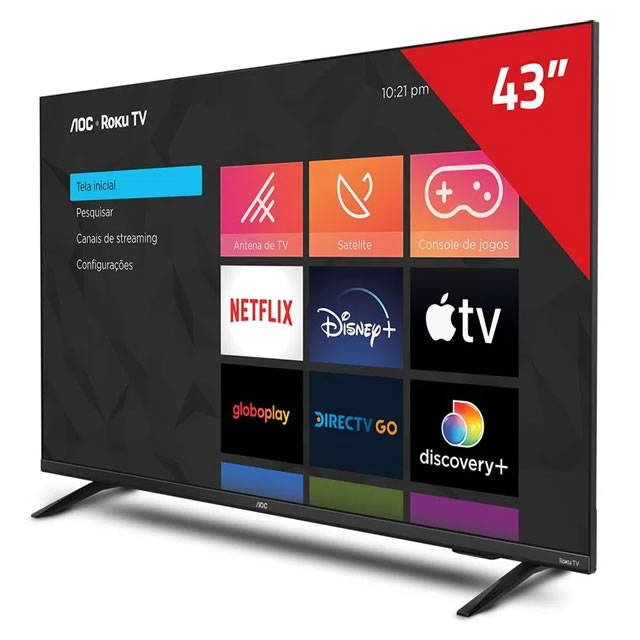 43"
10:21 pm
AOC • Roku TV
Tela inicial
Pesquisar
Canais de streaming
Configurações
Antena de TV
Satélite
Console de jogos
NETFLIX
Disney+
tv
globoplay
DIRECTV GO
discovery+
AOC
Roku TV